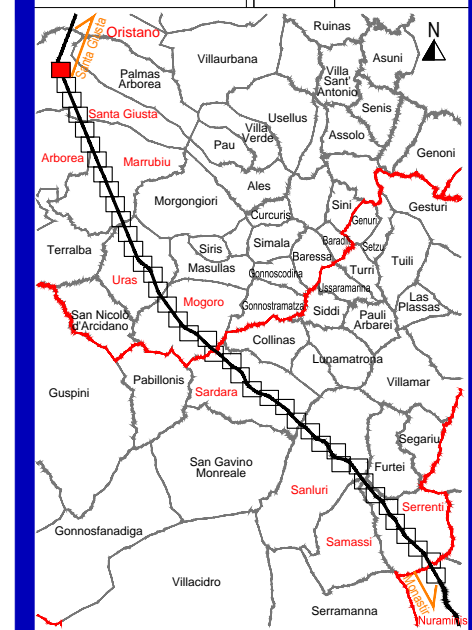 Ruinas
N
Oristano
Santa Giusta
Villaurbana
Asuni
Palmas
Arborea
Villa
Sant'
Antonio
Senis
Santa Giusta
Usellus
Villa
Verde
Assolo
Pau
Genoni
Arborea
Marrubiu
Ales
Morgongiori
Sini
Gesturi
Curcuris
Genuri
Terralba
Siris
Simala
Baradili
Setzu
Baressa
Tuili
Masullas
Gonnoscodina
Turri
Uras
Ussaramanna
Mogoro
Gonnostramatza
Siddi
Las
Plassas
San Nicolò
d'Arcidano
Pauli
Arbarei
Collinas
Lunamatrona
Guspini
Pabillonis
Villamar
Sardara
Segariu
San Gavino
Monreale
Furtei
Sanluri
Serrenti
Gonnosfanadiga
Samassi
Villacidro
Monastir
Serramanna
Nuraminis